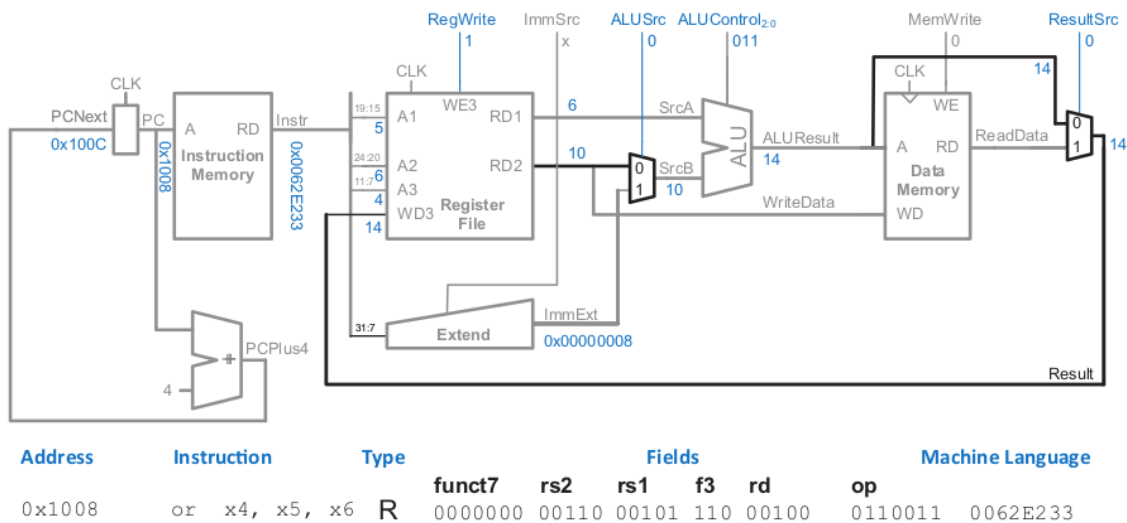 RegWrite ImmSrc ALUSrc ALUControl2:0 MemWrite ResultSrc
1 x 0 011 0 0
CLK CLK CLK 14
PCNext PC A RD Instr 19:15 A1 WE3 RD1 6 SrcA WE 0
0x100C 5 1 14
Instruction Memory 24:20 A2 RD2 10 0 SrcB ALU ALUResult A RD ReadData
0x1008 0x0062E233 6 1 10 14 Data Memory
11:7 A3
4 Register File
WD3 WriteData WD
14
31:7 Extend ImmExt
0x00000008
PCPlus4
+
4
Result
Address Instruction Type Fields Machine Language
funct7 rs2 rs1 f3 rd op
0x1008 or x4, x5, x6 R 0000000 00110 00101 110 00100 0110011 0062E233